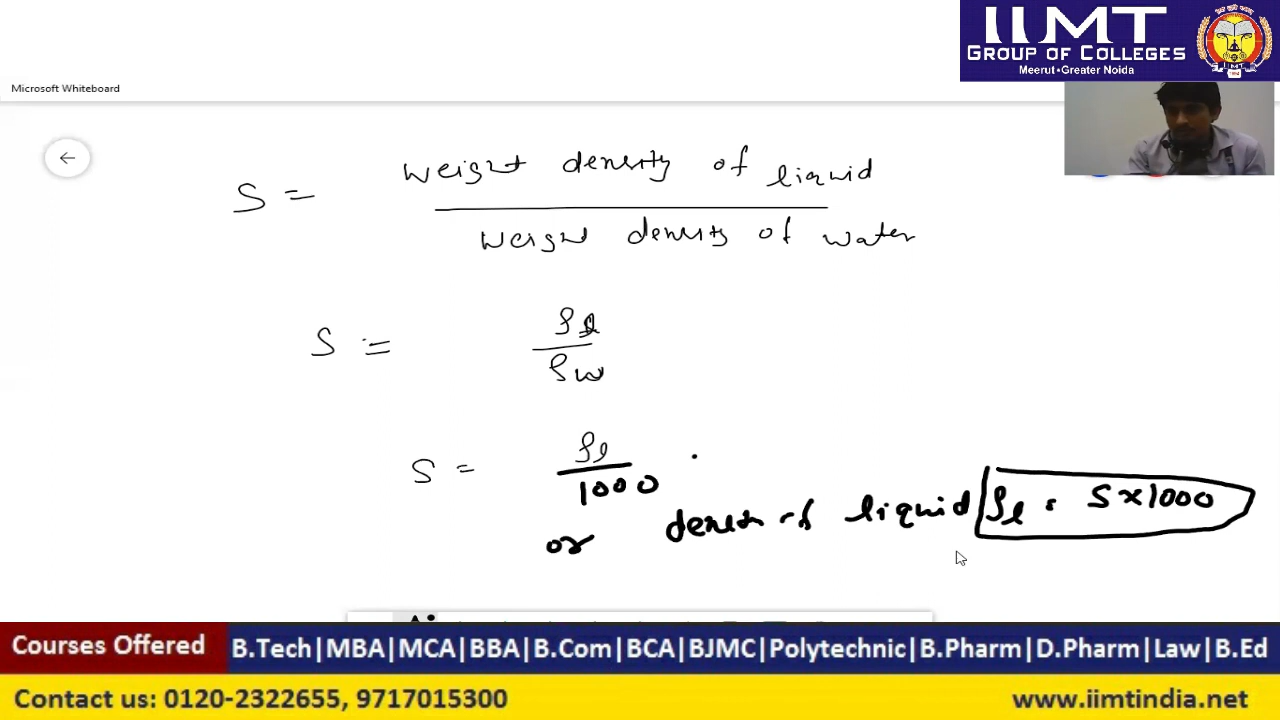 IIMT
GROUP OF COLLEGES
Meerut • Greater Noida
Microsoft Whiteboard
S = weight density of liquid
weight density of water
S = ρl
ρw
S = ρl
1000
or density of liquid ρl = S×1000
Courses Offered B.Tech|MBA|MCA|BBA|B.Com|BCA|BJMC|Polytechnic|B.Pharm|D.Pharm|Law|B.Ed
Contact us: 0120-2322655, 9717015300 www.iimtindia.net